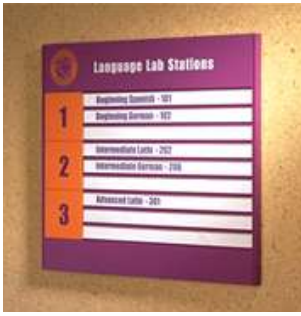 Language Lab Stations
1
Beginning Spanish - 101
Beginning German - 102
2
Intermediate Latin - 202
Intermediate German - 206
3
Advanced Latin - 301